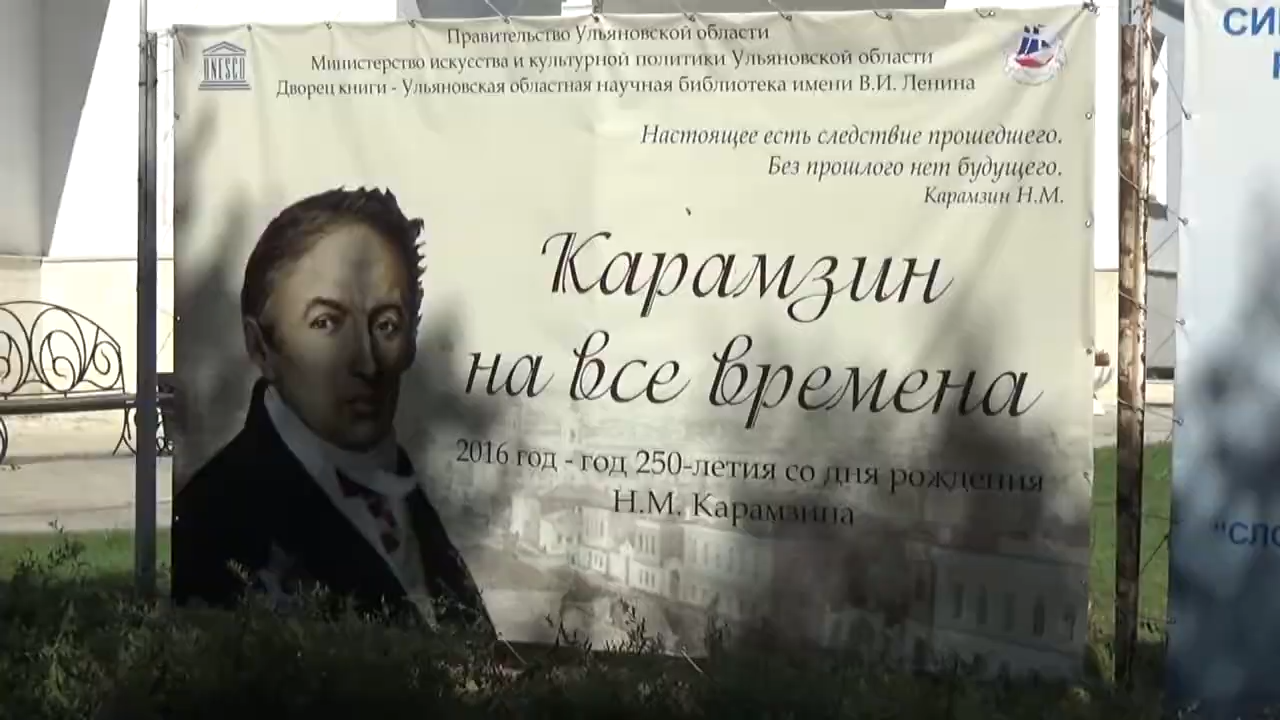 UNESCO
Правительство Ульяновской области
Министерство искусства и культурной политики Ульяновской области
Дворец книги - Ульяновская областная научная библиотека имени В.И. Ленина
Настоящее есть следствие прошедшего.
Без прошлого нет будущего.
Карамзин Н.М.
Карамзин
на все времена
2016 год - год 250-летия со дня рождения
Н.М. Карамзина
СИ
"СЛО